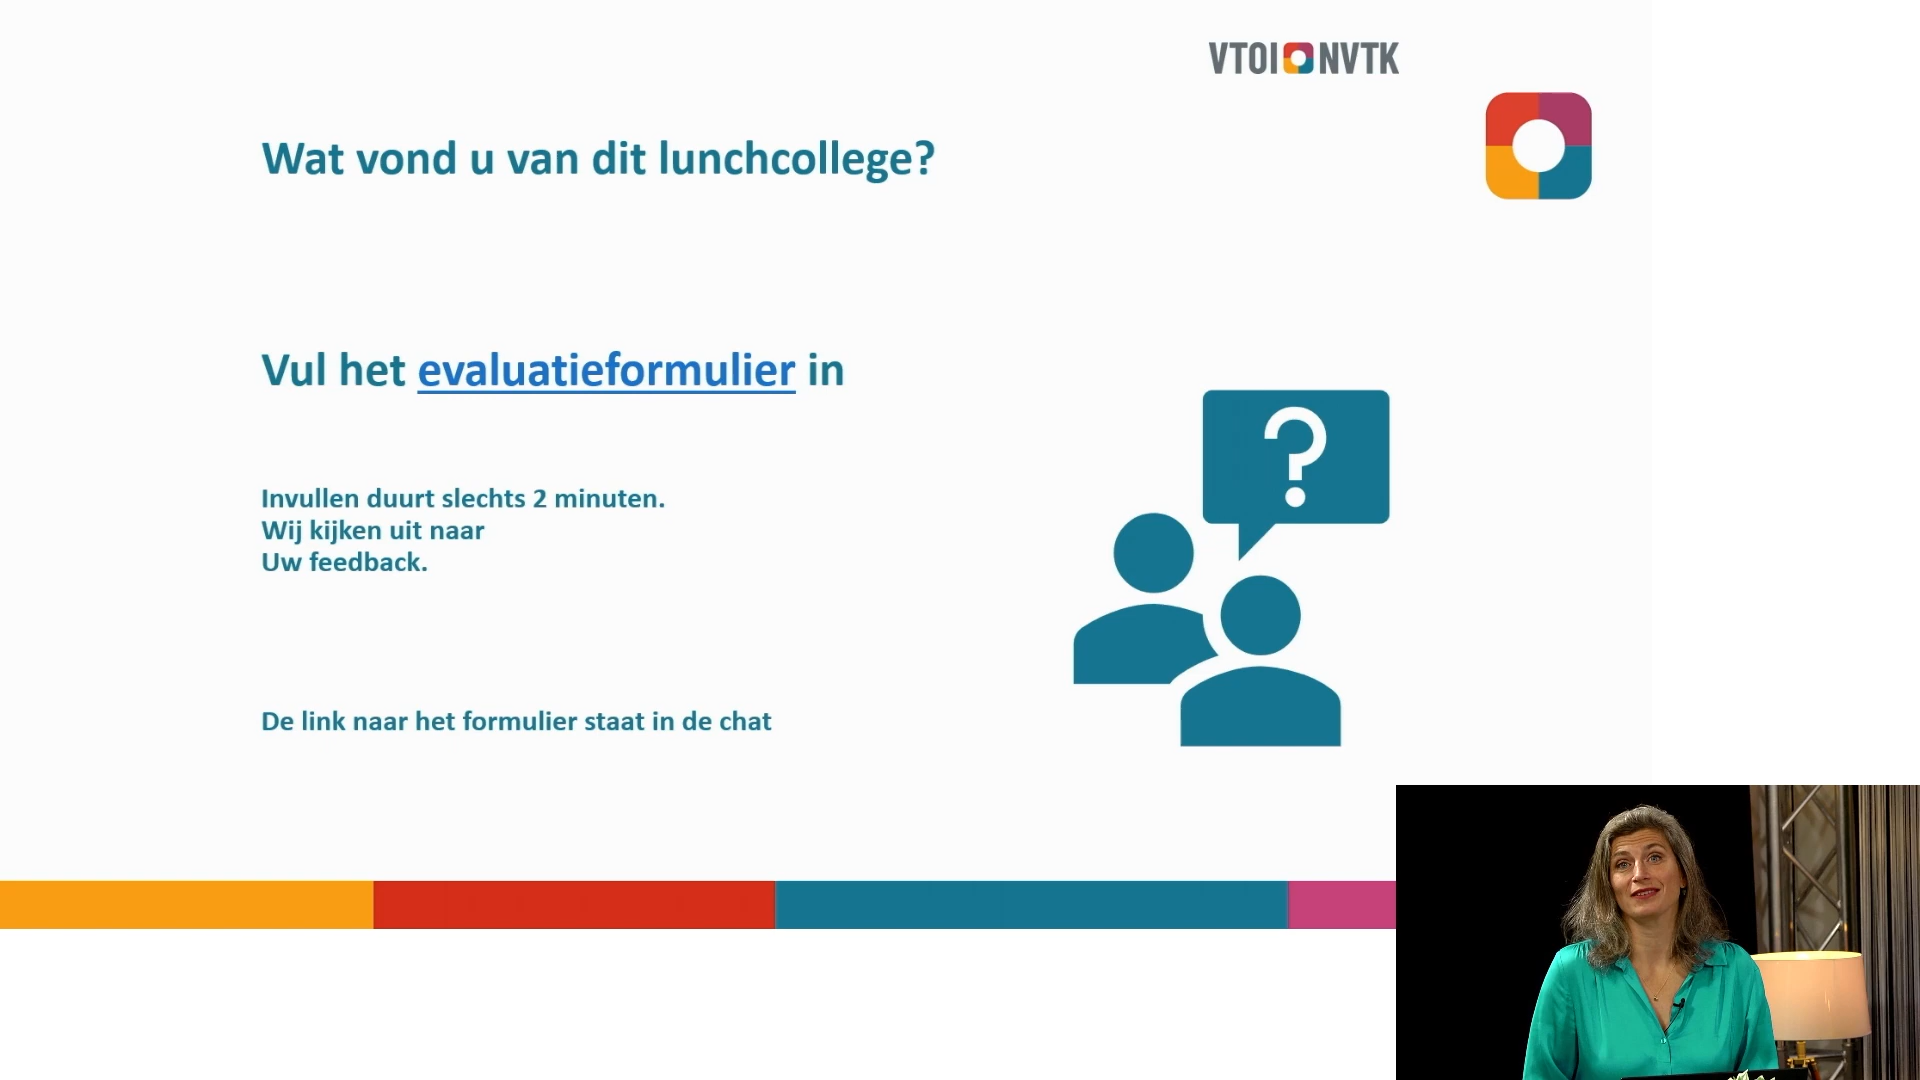 VTOI NVTK
Wat vond u van dit lunchcollege?
Vul het evaluatieformulier in
?
Invullen duurt slechts 2 minuten.
Wij kijken uit naar
Uw feedback.
De link naar het formulier staat in de chat